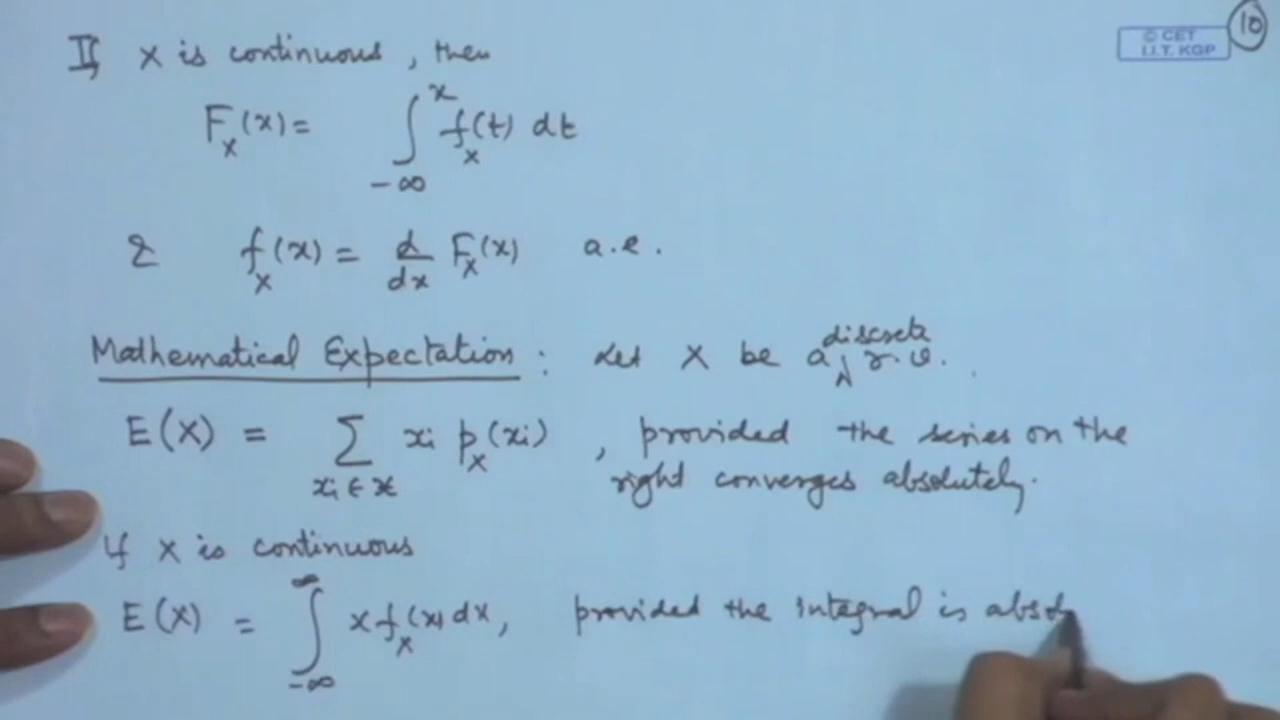 If X is continuous, then
© CET
I.I.T. KGP
10
F_X(x) = ∫_{-∞}^{x} f_X(t) dt
& f_X(x) = d/dx F_X(x) a.e.
Mathematical Expectation : Let X be a discrete r.v.
E(X) = Σ_{xi ∈ X} xi p_X(xi) , provided the series on the
right converges absolutely.
If X is continuous
E(X) = ∫_{-∞}^{∞} x f_X(x) dx, provided the integral is abso